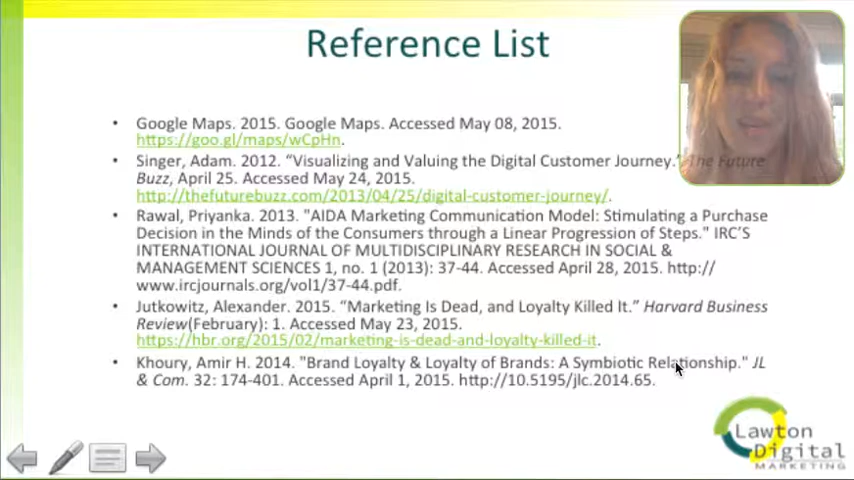 Reference List
• Google Maps. 2015. Google Maps. Accessed May 08, 2015.
https://goo.gl/maps/wCpHn.
• Singer, Adam. 2012. “Visualizing and Valuing the Digital Customer Journey.” The Future
Buzz, April 25. Accessed May 24, 2015.
http://thefuturebuzz.com/2013/04/25/digital-customer-journey/.
• Rawal, Priyanka. 2013. "AIDA Marketing Communication Model: Stimulating a Purchase
Decision in the Minds of the Consumers through a Linear Progression of Steps." IRC'S
INTERNATIONAL JOURNAL OF MULTIDISCIPLINARY RESEARCH IN SOCIAL &
MANAGEMENT SCIENCES 1, no. 1 (2013): 37-44. Accessed April 28, 2015. http://
www.ircjournals.org/vol1/37-44.pdf.
• Jutkowitz, Alexander. 2015. “Marketing Is Dead, and Loyalty Killed It.” Harvard Business
Review(February): 1. Accessed May 23, 2015.
https://hbr.org/2015/02/marketing-is-dead-and-loyalty-killed-it.
• Khoury, Amir H. 2014. "Brand Loyalty & Loyalty of Brands: A Symbiotic Relationship." JL
& Com. 32: 174-401. Accessed April 1, 2015. http://10.5195/jlc.2014.65.
Lawton
Digital
MARKETING